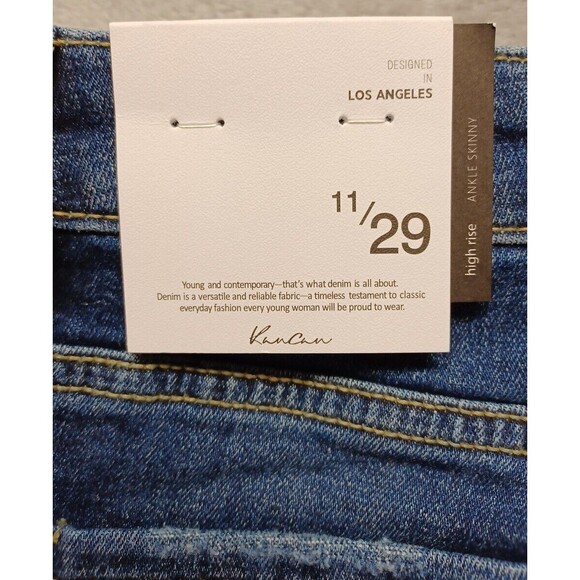 DESIGNED
IN
LOS ANGELES
11/29
Young and contemporary—that's what denim is all about.
Denim is a versatile and reliable fabric—a timeless testament to classic
everyday fashion every young woman will be proud to wear.
KanCan
high rise ANKLE SKINNY